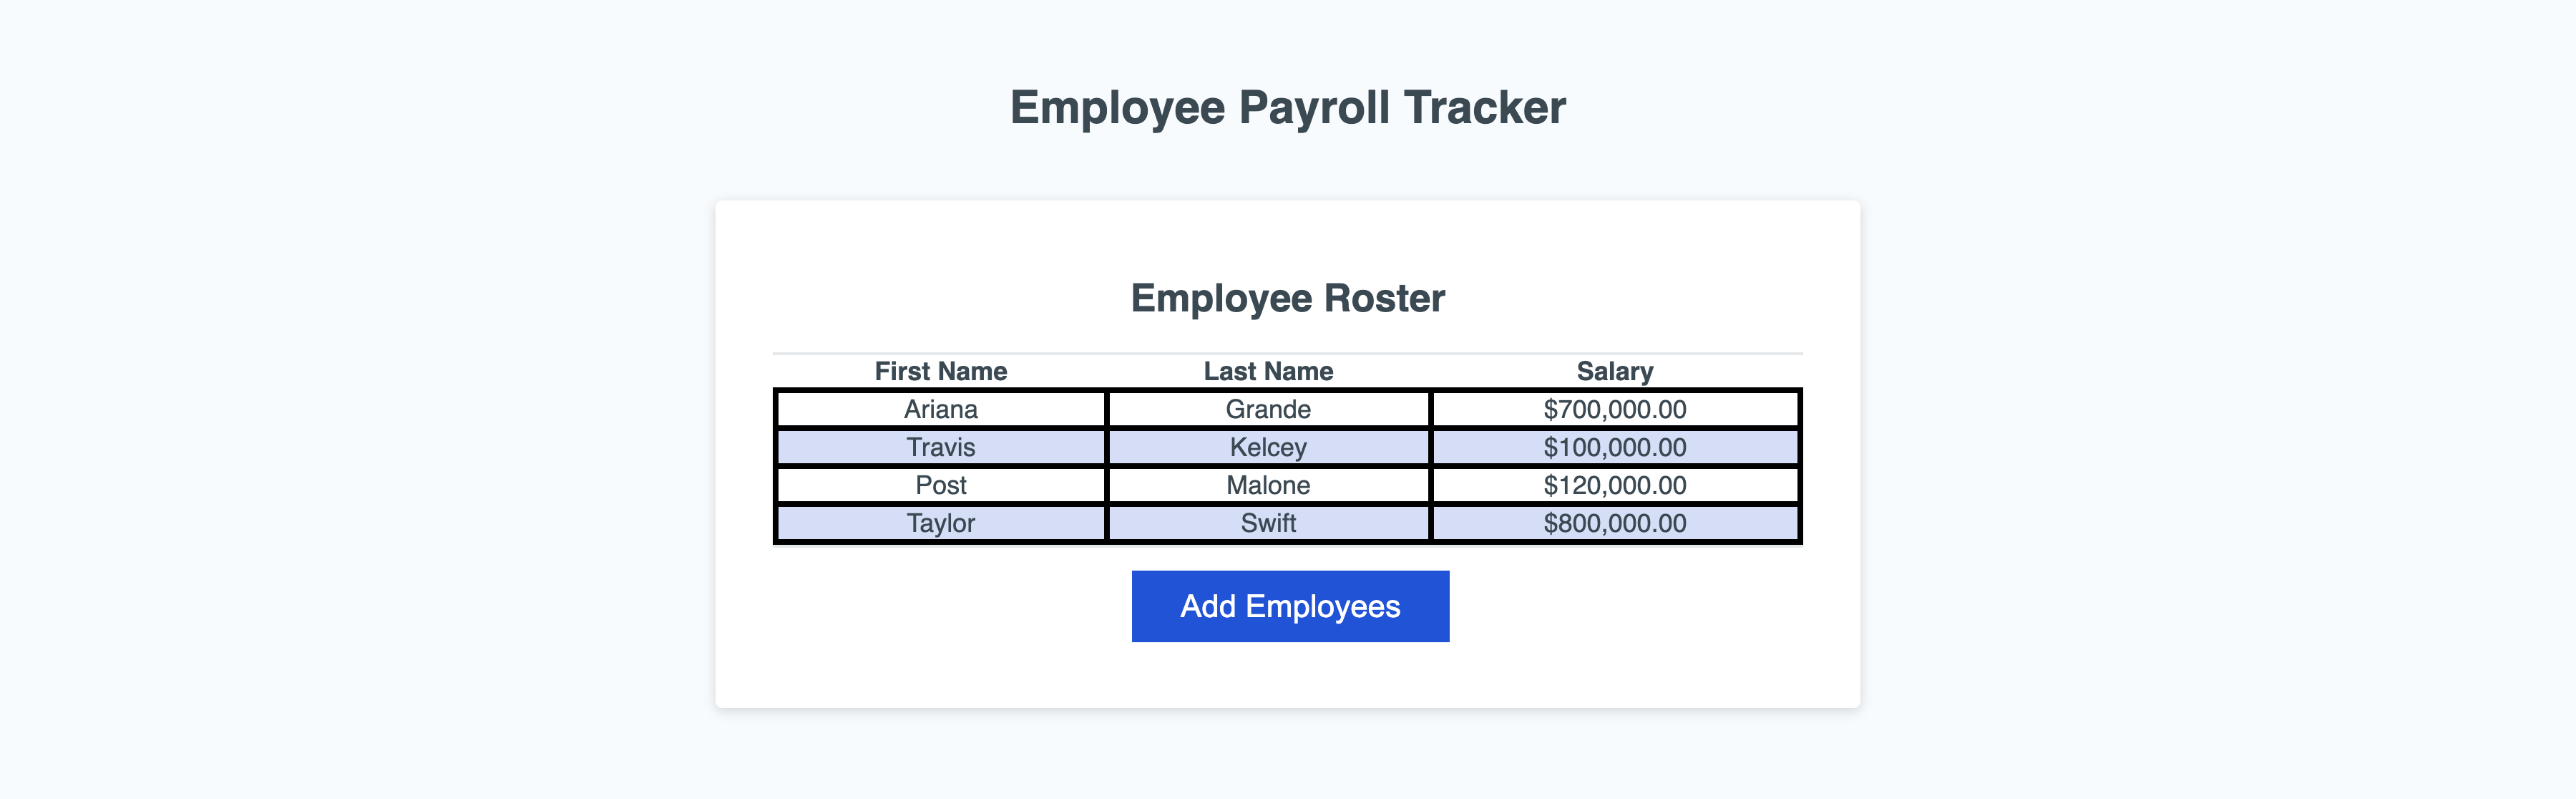 Employee Payroll Tracker
Employee Roster
First Name Last Name Salary
Ariana Grande $700,000.00
Travis Kelcey $100,000.00
Post Malone $120,000.00
Taylor Swift $800,000.00
Add Employees